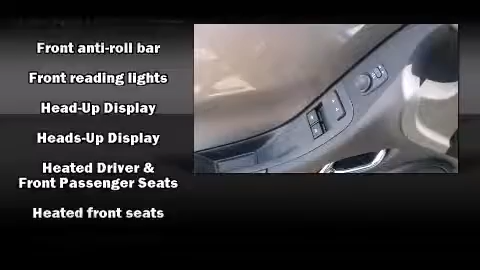 Front anti-roll bar
Front reading lights
Head-Up Display
Heads-Up Display
Heated Driver &
Front Passenger Seats
Heated front seats